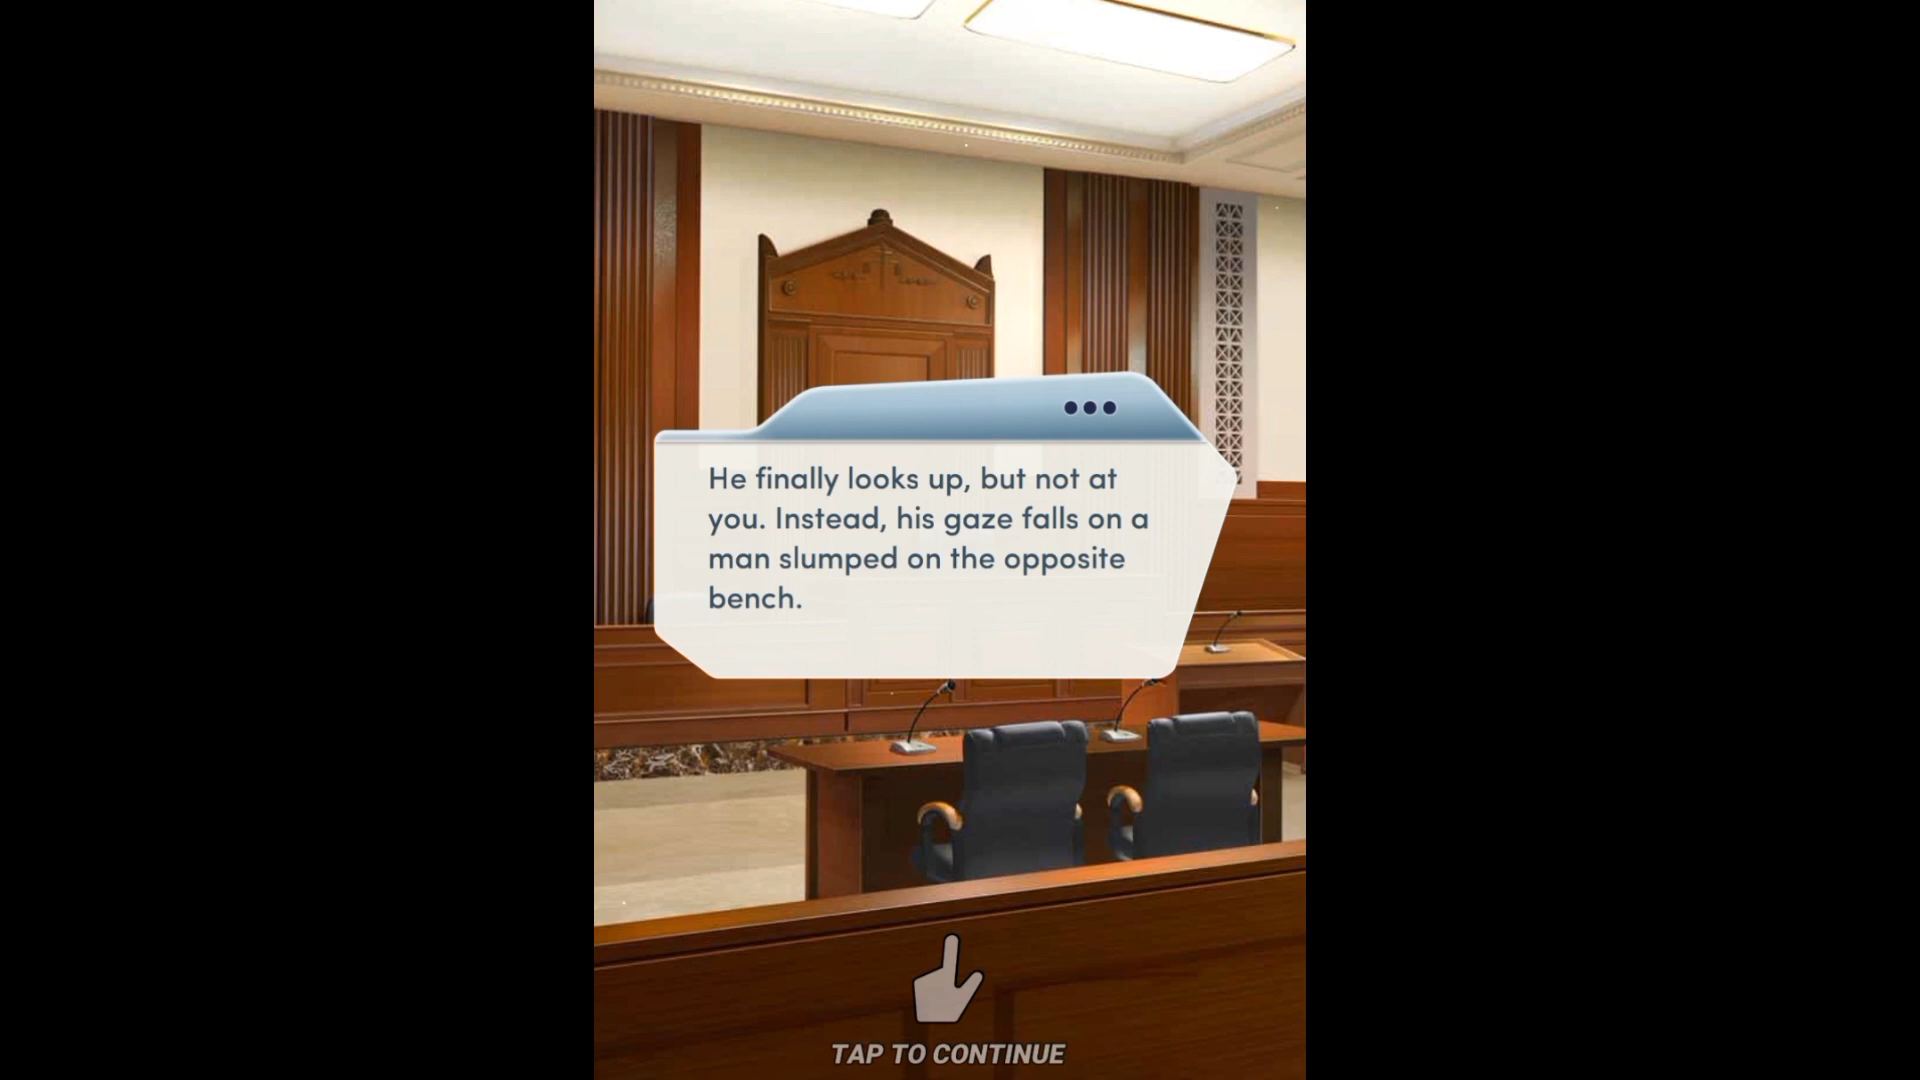 He finally looks up, but not at
you. Instead, his gaze falls on a
man slumped on the opposite
bench.
TAP TO CONTINUE